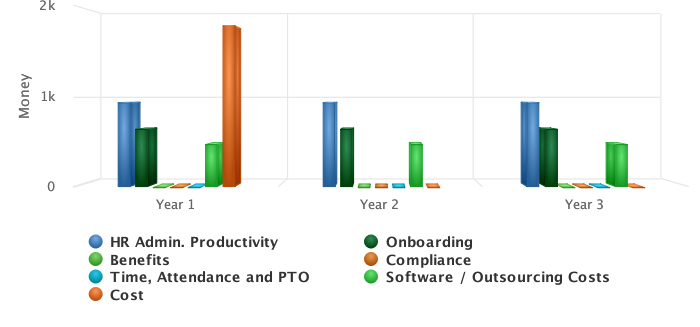 2k
1k
0
Money
Year 1 Year 2 Year 3
HR Admin. Productivity Onboarding
Benefits Compliance
Time, Attendance and PTO Software / Outsourcing Costs
Cost